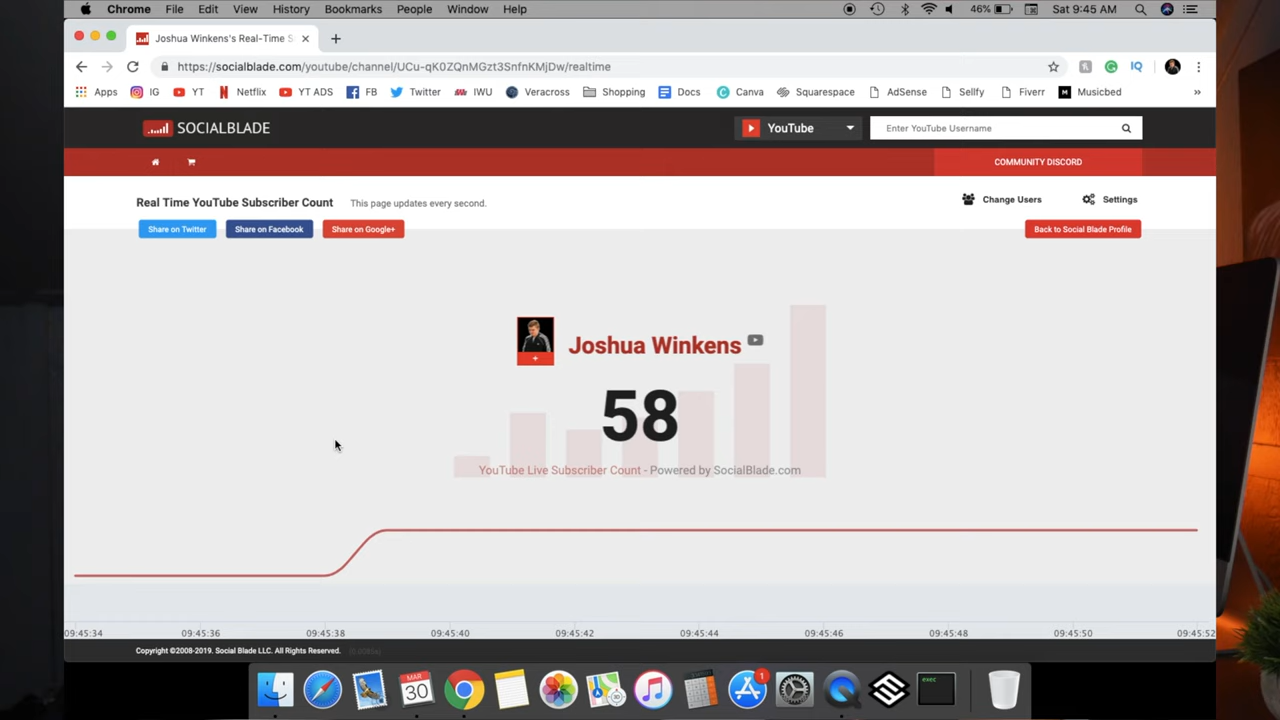 Chrome File Edit View History Bookmarks People Window Help 46% Sat 9:45 AM
Joshua Winkens's Real-Time S
https://socialblade.com/youtube/channel/UCu-qK0ZQnMGzt3SnfnKMjDw/realtime
Apps IG YT Netflix YT ADS FB Twitter IWU Veracross Shopping Docs Canva Squarespace AdSense Sellfy Fiverr Musicbed »
SOCIALBLADE YouTube Enter YouTube Username
COMMUNITY DISCORD
Real Time YouTube Subscriber Count This page updates every second. Change Users Settings
Share on Twitter Share on Facebook Share on Google+ Back to Social Blade Profile
Joshua Winkens
58
YouTube Live Subscriber Count - Powered by SocialBlade.com
09:45:34 09:45:36 09:45:38 09:45:40 09:45:42 09:45:44 09:45:46 09:45:48 09:45:50 09:45:52
Copyright ©2008-2019. Social Blade LLC. All Rights Reserved.
MAR
30
1
exec